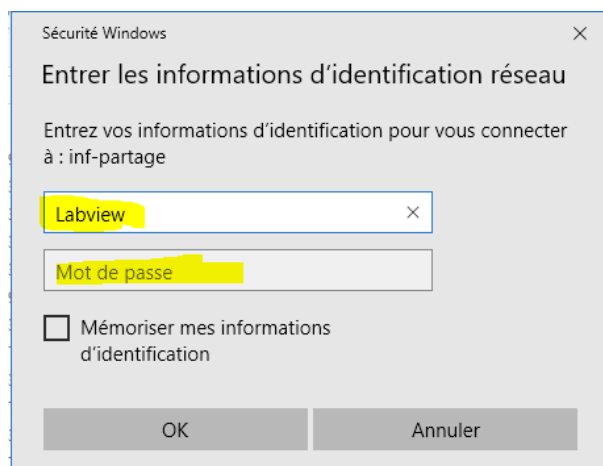 Sécurité Windows
Entrer les informations d’identification réseau
Entrez vos informations d’identification pour vous connecter
à : inf-partage
Labview
Mot de passe
Mémoriser mes informations
d’identification
OK
Annuler